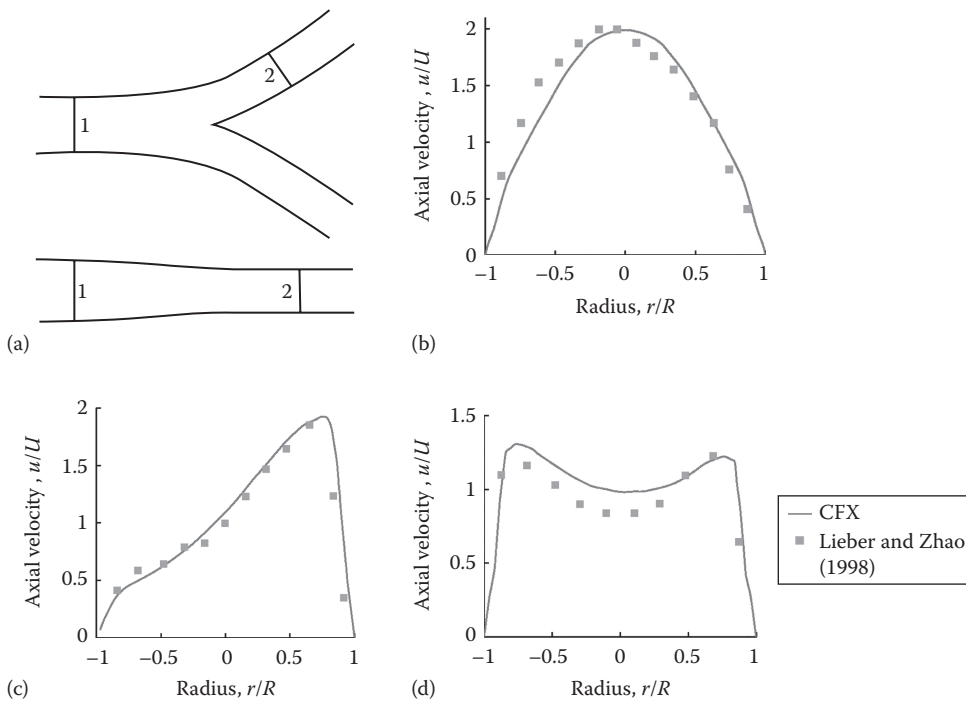 1
2
1
2
(a)
Axial velocity , u/U
2
1.5
1
0.5
0
−1
−0.5
0
0.5
1
Radius, r/R
(b)
Axial velocity , u/U
2
1.5
1
0.5
0
−1
−0.5
0
0.5
1
Radius, r/R
(c)
Axial velocity , u/U
1.5
1
0.5
0
−1
−0.5
0
0.5
1
Radius, r/R
(d)
CFX
Lieber and Zhao
(1998)